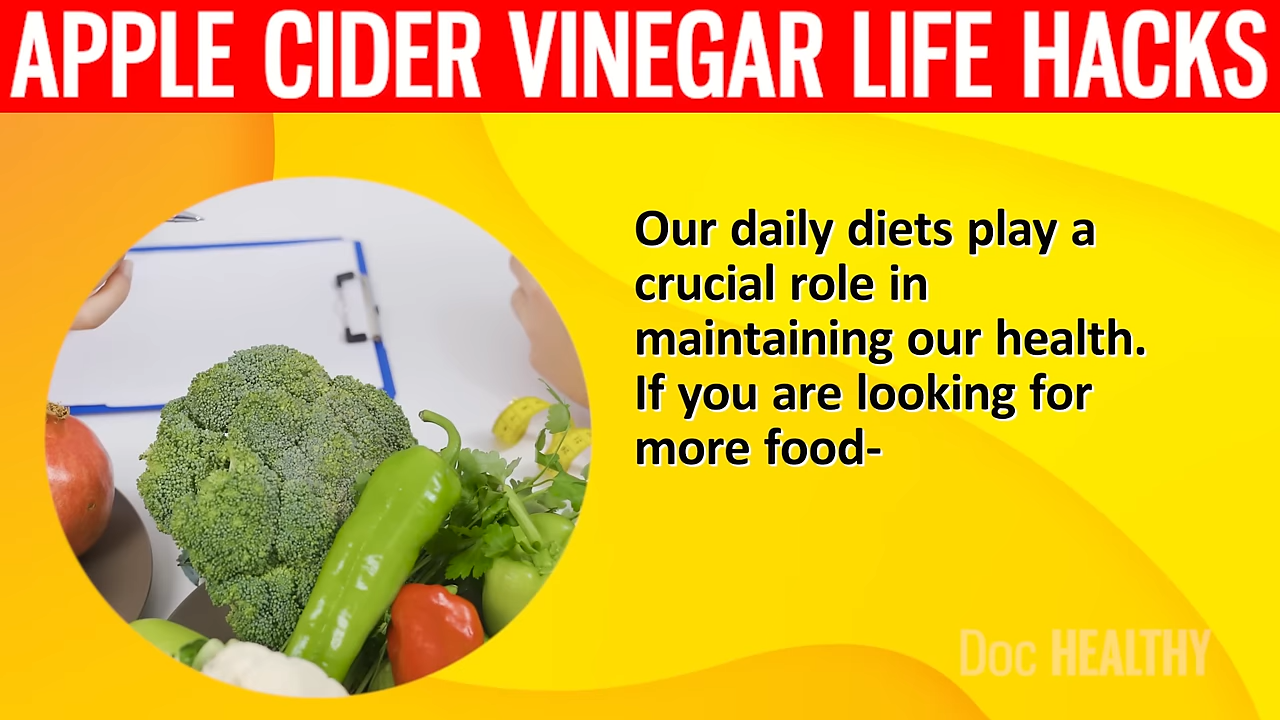 APPLE CIDER VINEGAR LIFE HACKS
Our daily diets play a
crucial role in
maintaining our health.
If you are looking for
more food-
Doc HEALTHY